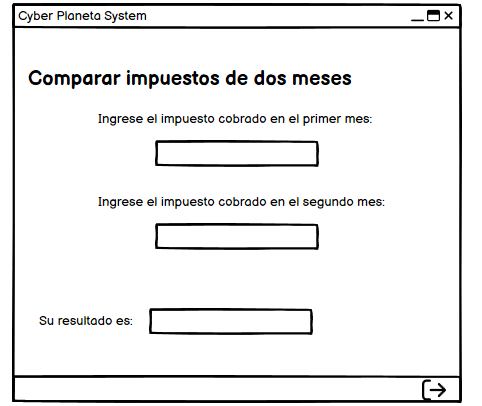 Cyber Planeta System
Comparar impuestos de dos meses
Ingrese el impuesto cobrado en el primer mes:
Ingrese el impuesto cobrado en el segundo mes:
Su resultado es: